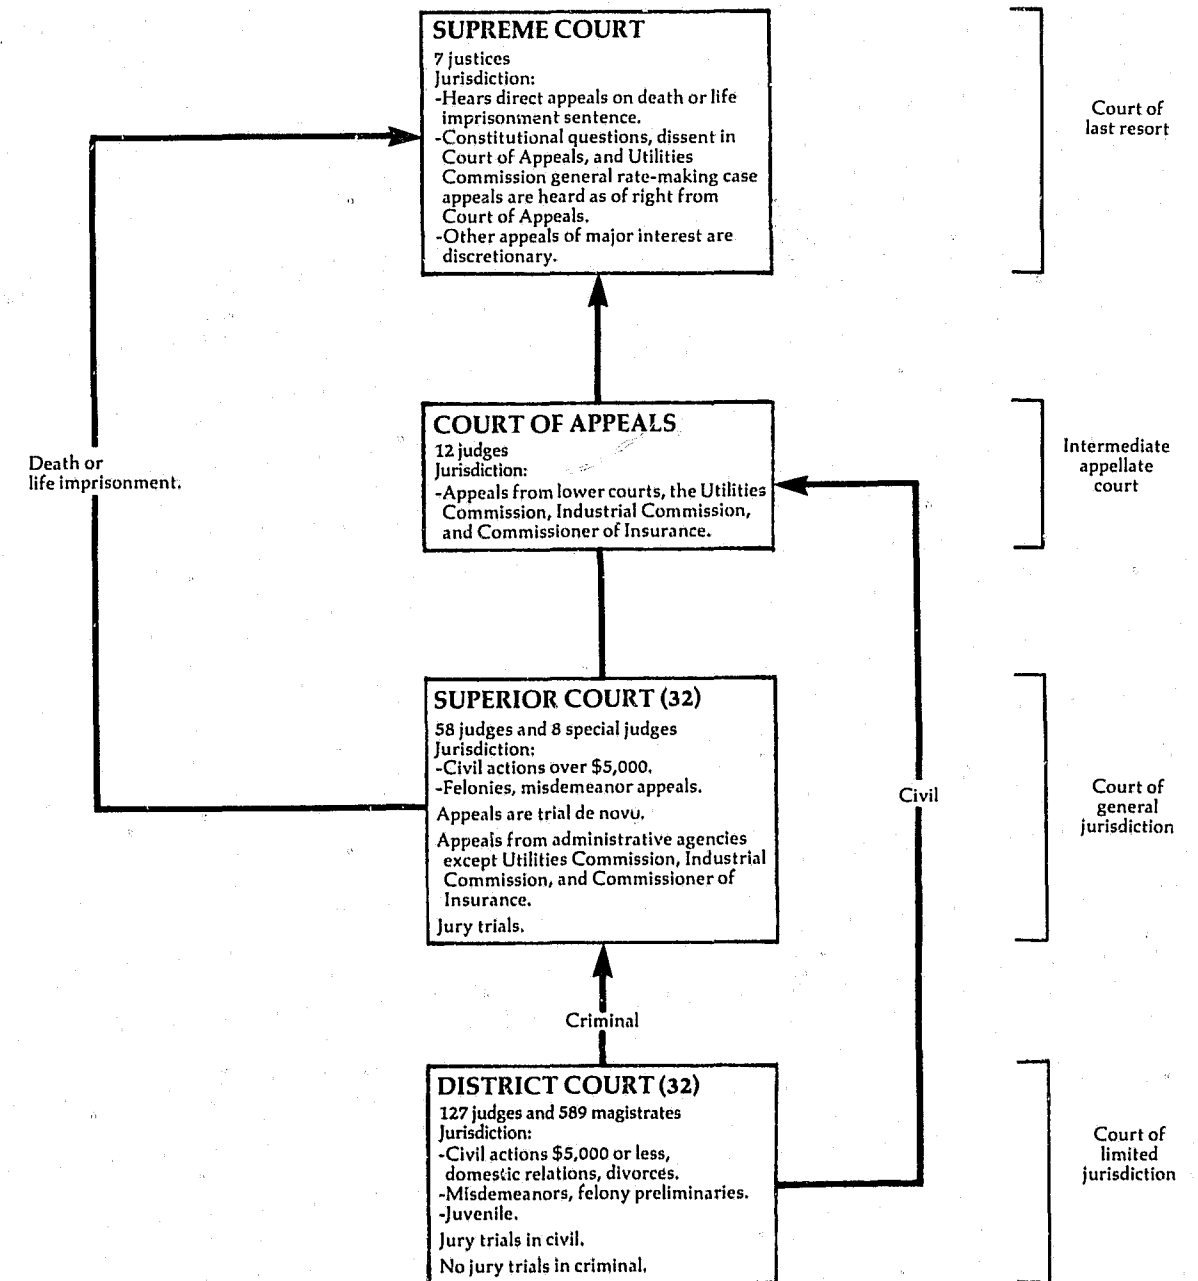 SUPREME COURT
7 justices
Jurisdiction:
-Hears direct appeals on death or life
imprisonment sentence.
-Constitutional questions, dissent in
Court of Appeals, and Utilities
Commission general rate-making case
appeals are heard as of right from
Court of Appeals.
-Other appeals of major interest are
discretionary.
Court of
last resort
COURT OF APPEALS
12 judges
Jurisdiction:
-Appeals from lower courts, the Utilities
Commission, Industrial Commission,
and Commissioner of Insurance.
Intermediate
appellate
court
Death or
life imprisonment.
SUPERIOR COURT (32)
58 judges and 8 special judges
Jurisdiction:
-Civil actions over $5,000.
-Felonies, misdemeanor appeals.
Appeals are trial de novo.
Appeals from administrative agencies
except Utilities Commission, Industrial
Commission, and Commissioner of
Insurance.
Jury trials.
Civil
Court of
general
jurisdiction
Criminal
DISTRICT COURT (32)
127 judges and 589 magistrates
Jurisdiction:
-Civil actions $5,000 or less,
domestic relations, divorces.
-Misdemeanors, felony preliminaries.
-Juvenile.
Jury trials in civil.
No jury trials in criminal.
Court of
limited
jurisdiction